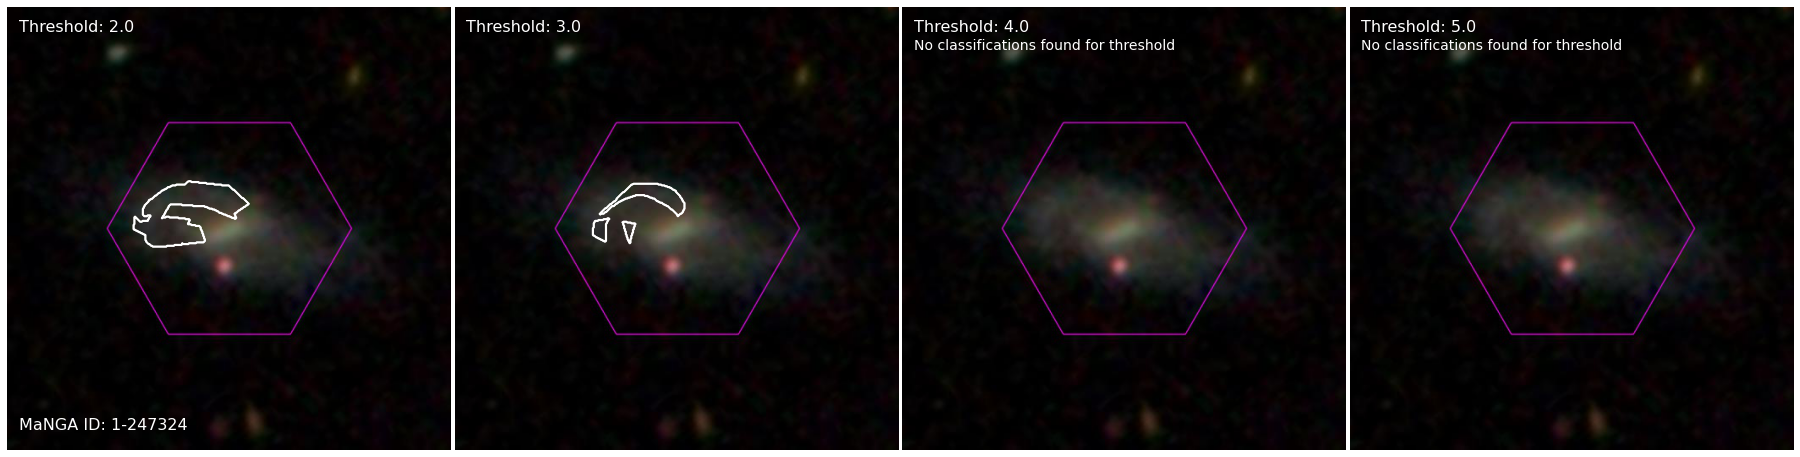 Threshold: 2.0
MaNGA ID: 1-247324
Threshold: 3.0
Threshold: 4.0
No classifications found for threshold
Threshold: 5.0
No classifications found for threshold